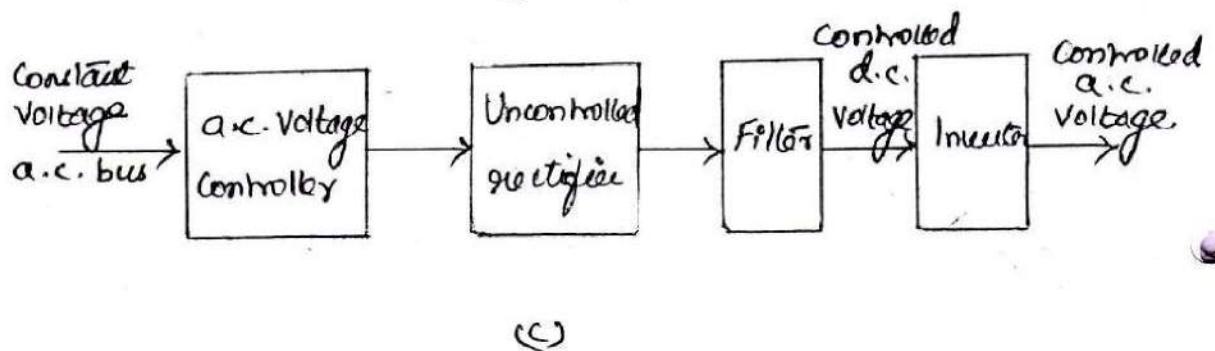 Constant
Voltage
a.c. bus
a.c. Voltage
Controller
Uncontrolled
rectifier
Filter
Controlled
d.c.
Voltage
Inverter
Controlled
a.c.
Voltage.
(C)